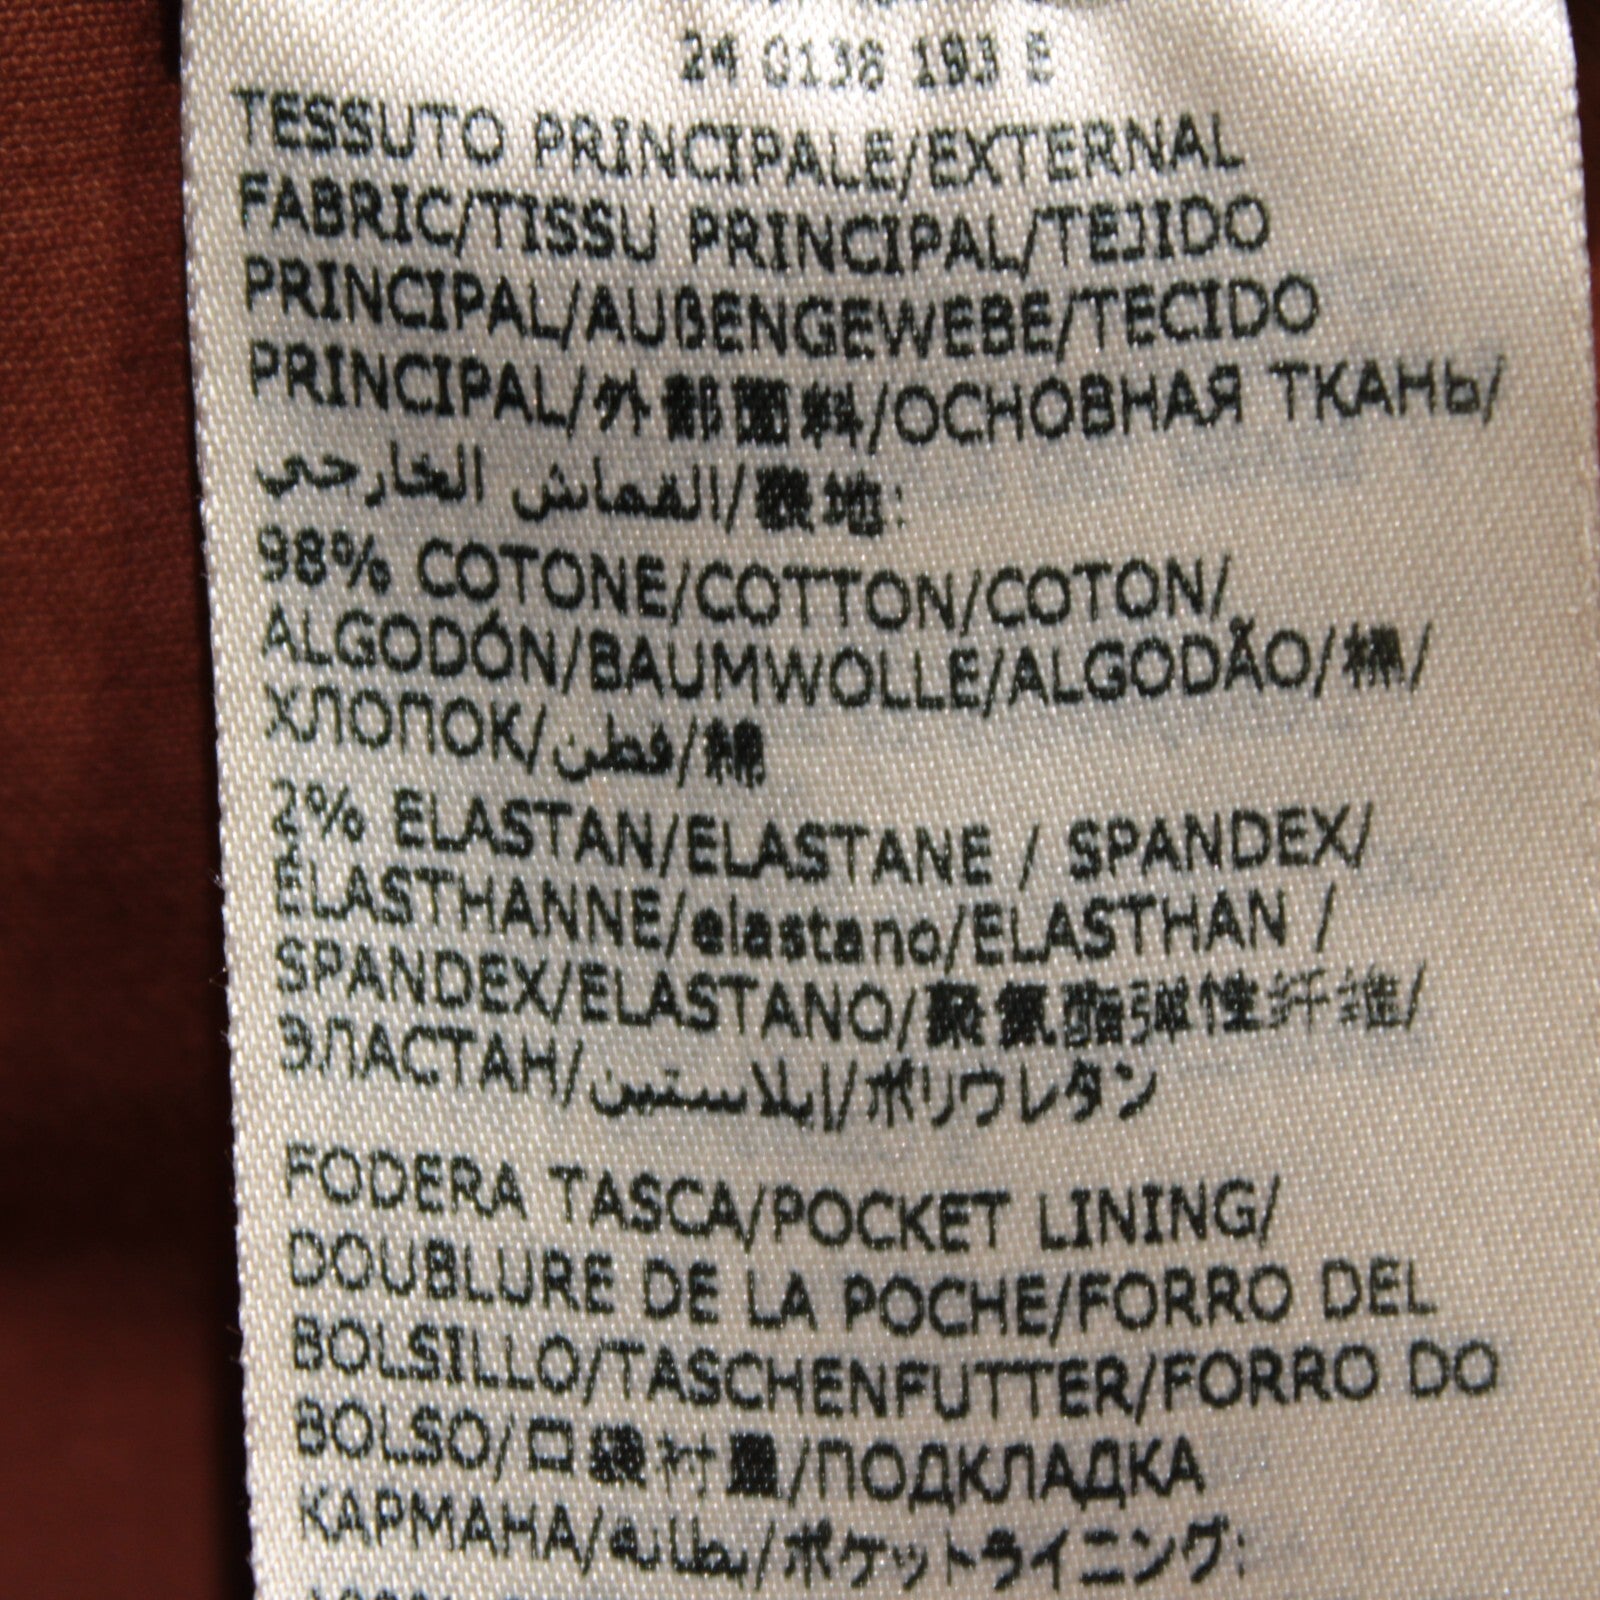 24 0138 193 E
TESSUTO PRINCIPALE/EXTERNAL
FABRIC/TISSU PRINCIPAL/TEJIDO
PRINCIPAL/AUßENGEWEBE/TECIDO
PRINCIPAL/外部面料/ОСНОВНАЯ ТКАНЬ/
القماش الخارجي/表地:
98% COTONE/COTTON/COTON/
ALGODÓN/BAUMWOLLE/ALGODÃO/棉/
ХЛОПОК/قطن/綿
2% ELASTAN/ELASTANE / SPANDEX/
ÉLASTHANNE/elastano/ELASTHAN /
SPANDEX/ELASTANO/聚氨酯弹性纤维/
ЭЛАСТАН/إيلاستين/ポリウレタン
FODERA TASCA/POCKET LINING/
DOUBLURE DE LA POCHE/FORRO DEL
BOLSILLO/TASCHENFUTTER/FORRO DO
BOLSO/口袋衬里/ПОДКЛАДКА
КАРМАНА/بطانه/ポケットライニング: